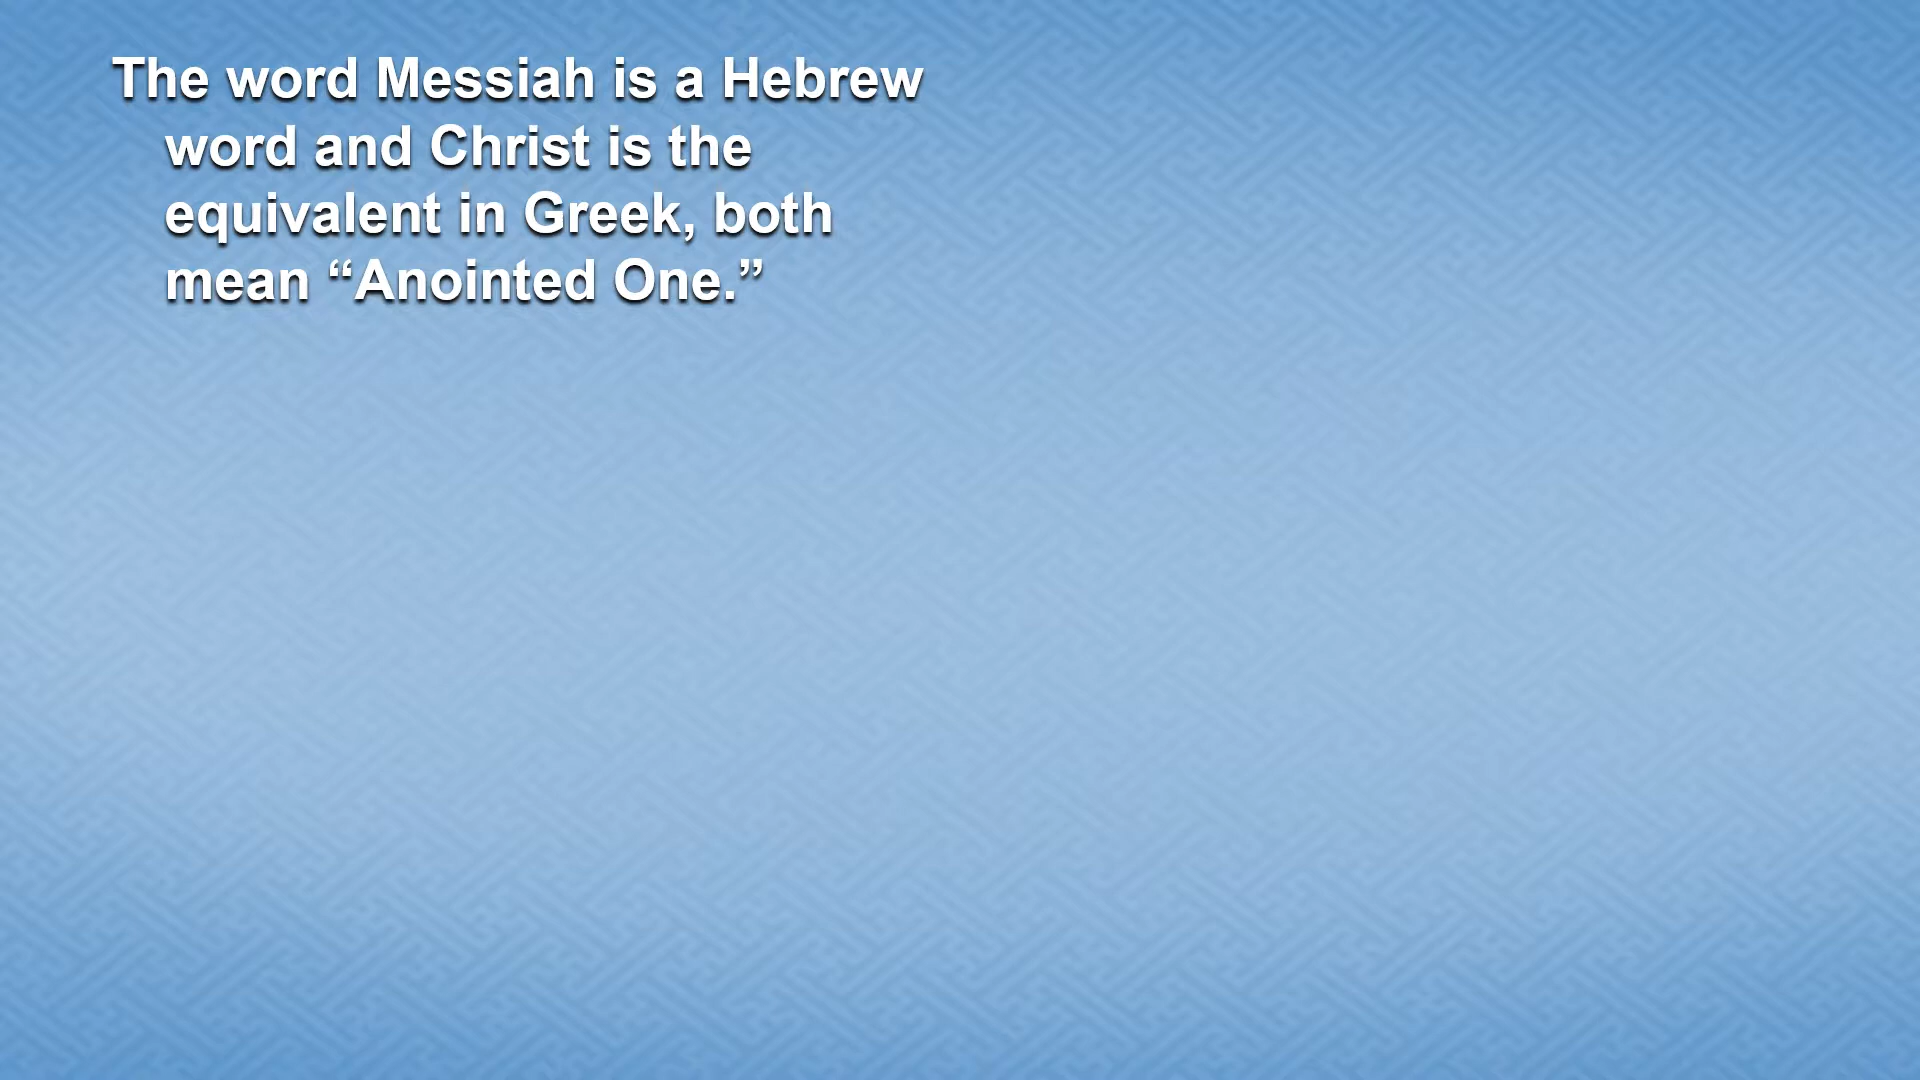 The word Messiah is a Hebrew
word and Christ is the
equivalent in Greek, both
mean “Anointed One.”